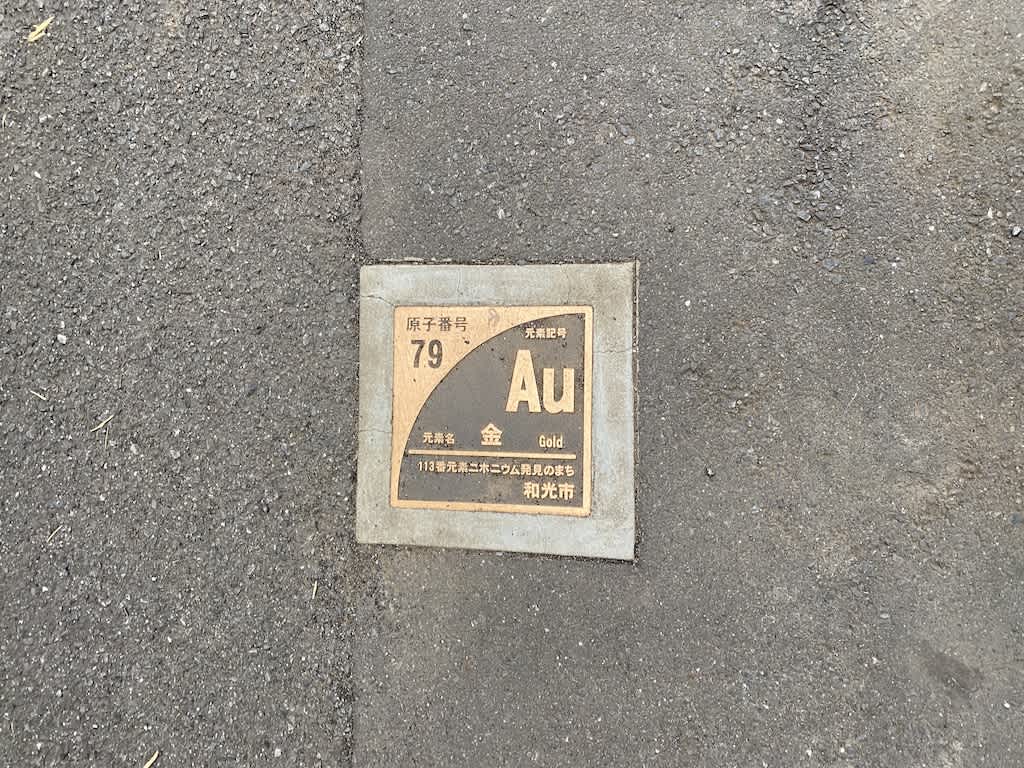 原子番号
79
元素記号
Au
元素名 金 Gold
113番元素ニホニウム発見のまち
和光市